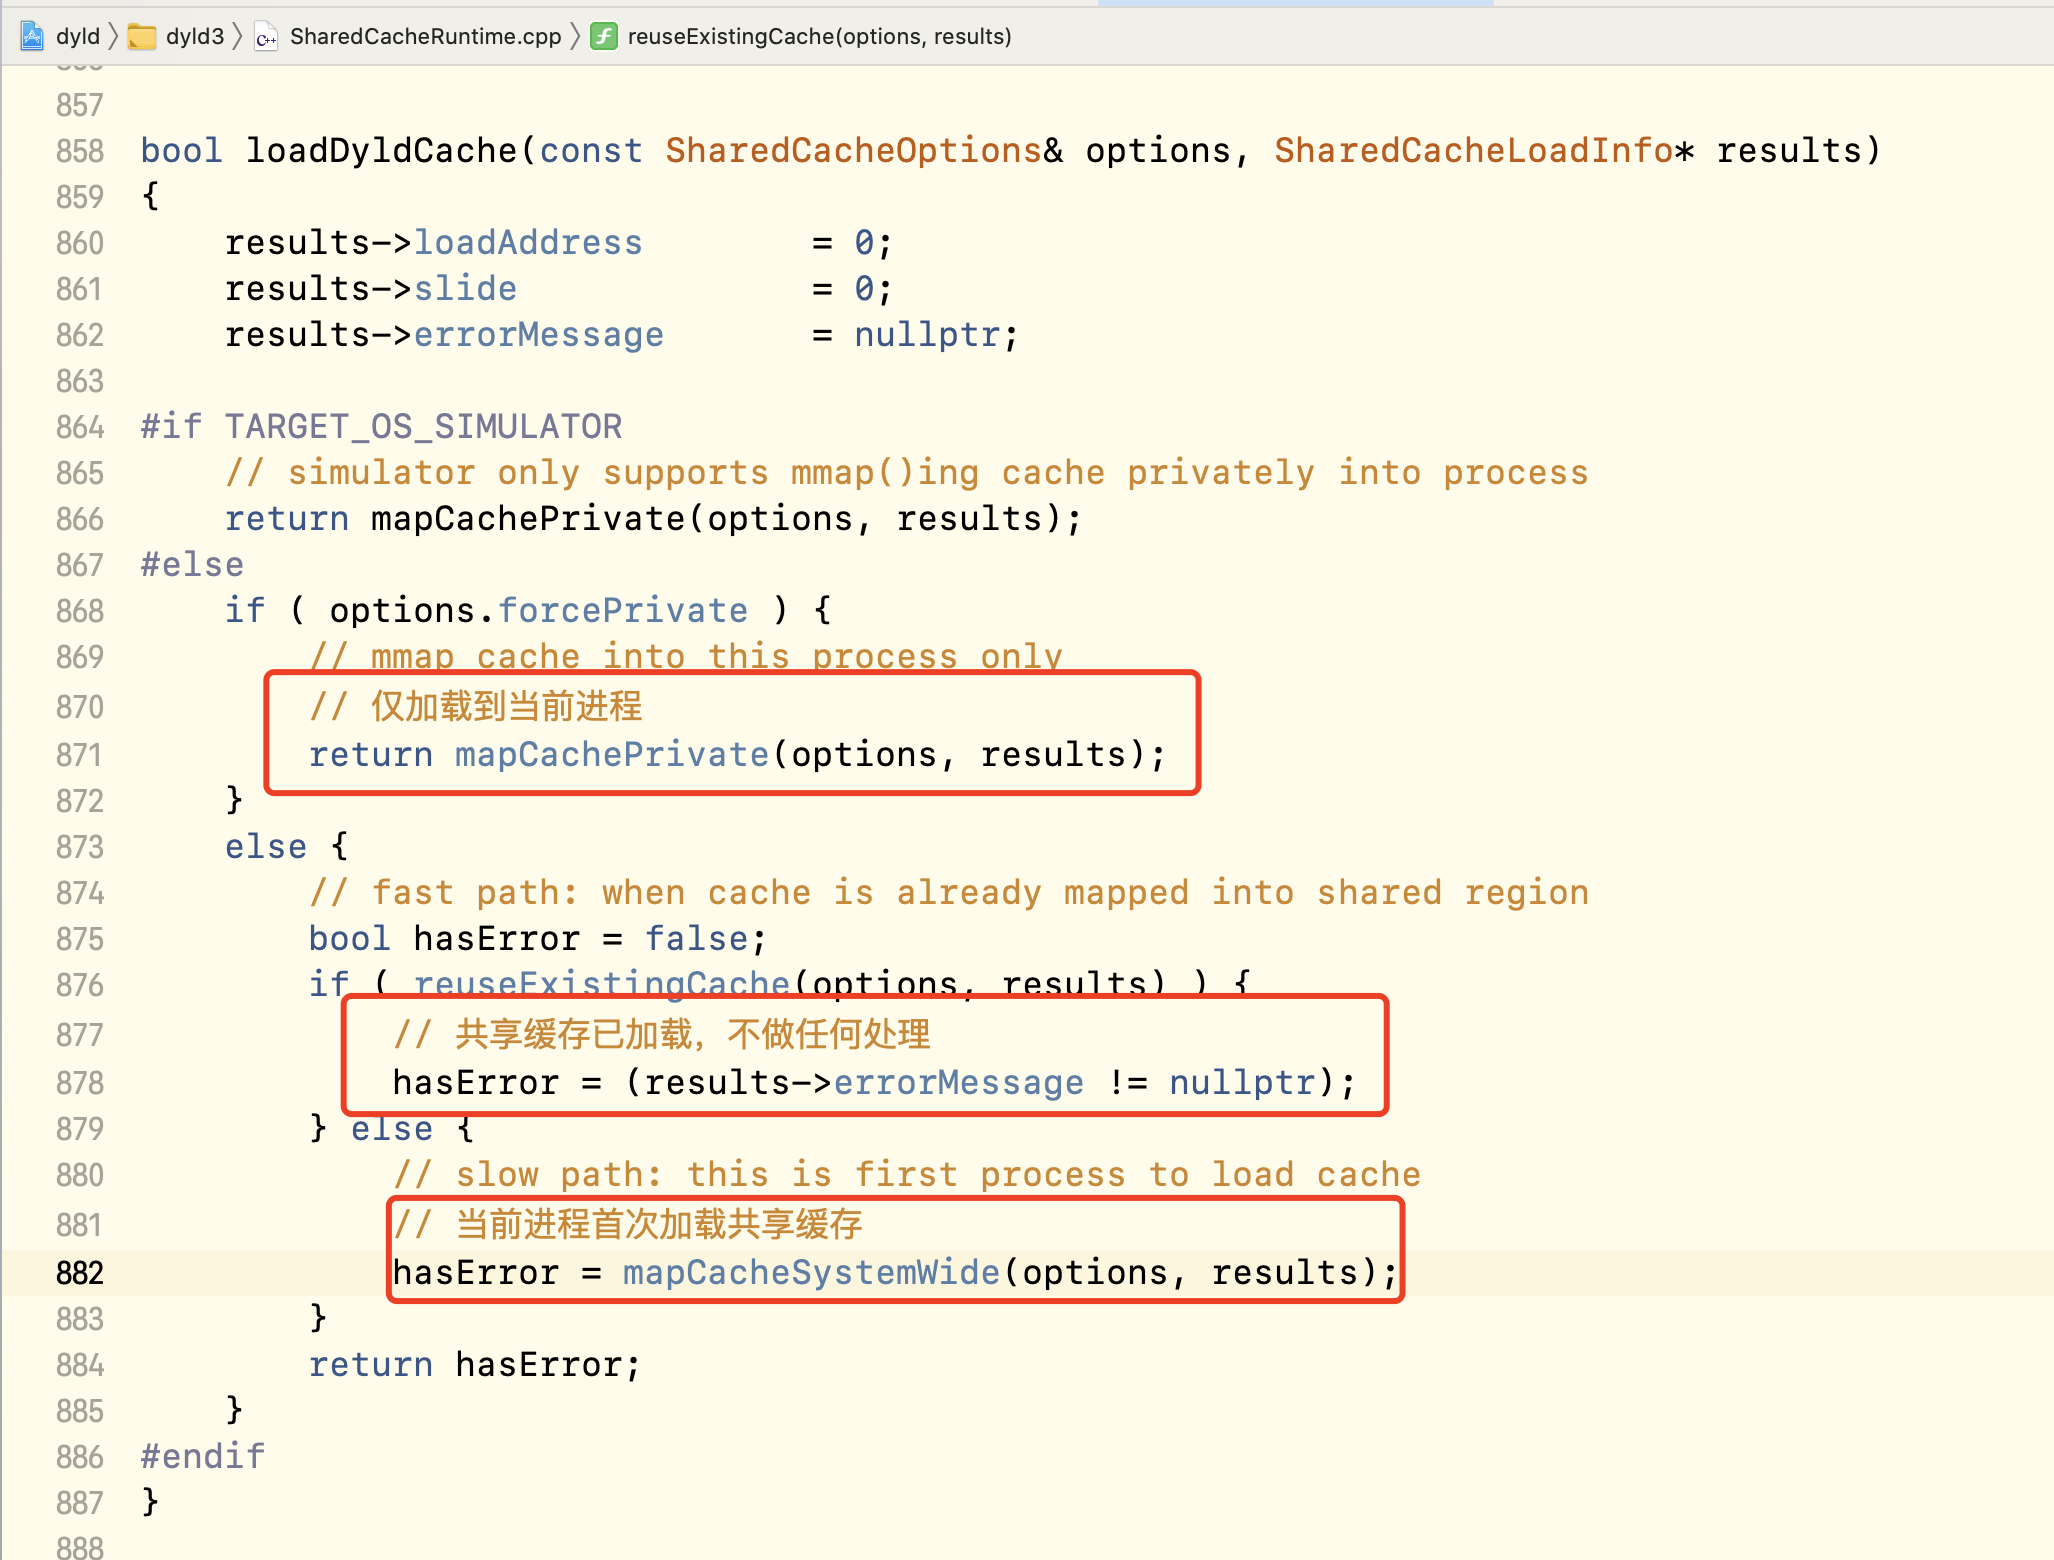 dyld 〉 dyld3 〉 SharedCacheRuntime.cpp 〉 reuseExistingCache(options, results)
857
858 bool loadDyldCache(const SharedCacheOptions& options, SharedCacheLoadInfo* results)
859 {
860     results->loadAddress        = 0;
861     results->slide              = 0;
862     results->errorMessage       = nullptr;
863
864 #if TARGET_OS_SIMULATOR
865     // simulator only supports mmap()ing cache privately into process
866     return mapCachePrivate(options, results);
867 #else
868     if ( options.forcePrivate ) {
869         // mmap cache into this process only
870         // 仅加载到当前进程
871         return mapCachePrivate(options, results);
872     }
873     else {
874         // fast path: when cache is already mapped into shared region
875         bool hasError = false;
876         if ( reuseExistingCache(options, results) ) {
877             // 共享缓存已加载，不做任何处理
878             hasError = (results->errorMessage != nullptr);
879         } else {
880             // slow path: this is first process to load cache
881             // 当前进程首次加载共享缓存
882             hasError = mapCacheSystemWide(options, results);
883         }
884         return hasError;
885     }
886 #endif
887 }
888